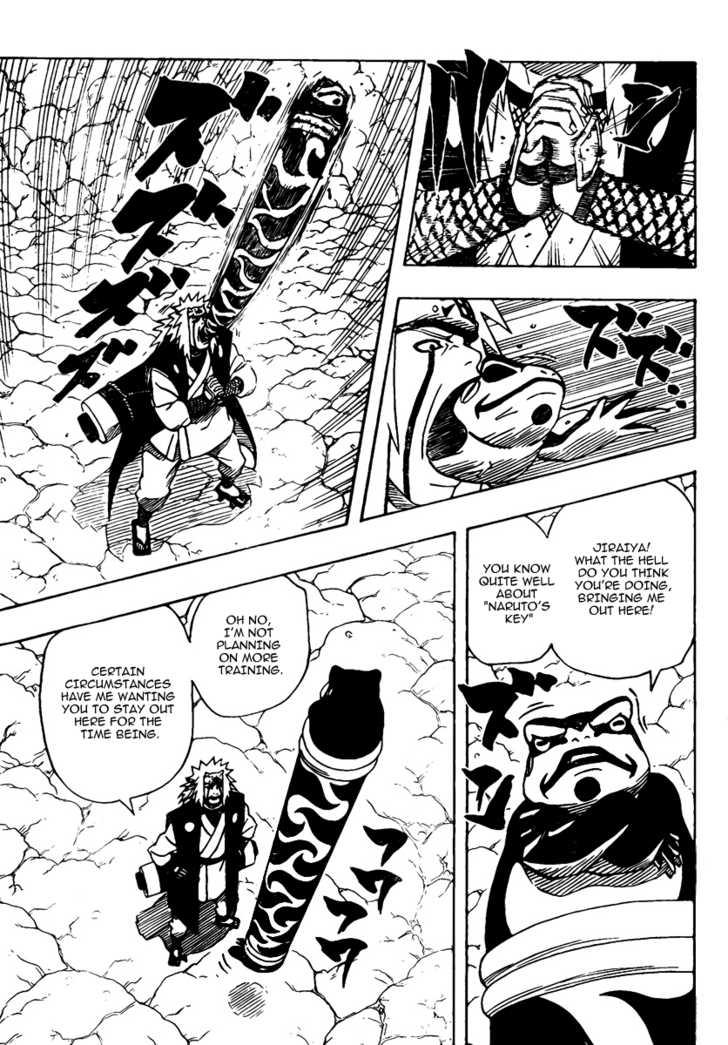 ズズ…
ズズズズ
JIRAIYA!
WHAT THE HELL
DO YOU THINK
YOU'RE DOING,
BRINGING ME
OUT HERE!
YOU KNOW
QUITE WELL
ABOUT
"NARUTO'S
KEY"
ズン
OH NO,
I'M NOT
PLANNING
ON MORE
TRAINING.
CERTAIN
CIRCUMSTANCES
HAVE ME WANTING
YOU TO STAY OUT
HERE FOR THE
TIME BEING.
フワ
フワ